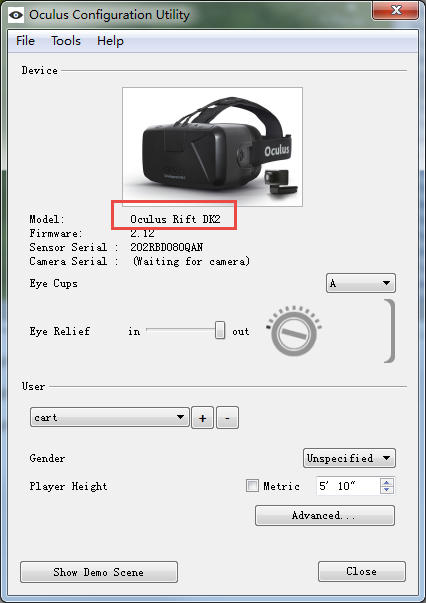 Oculus Configuration Utility
File Tools Help
Device
Oculus
Model: Oculus Rift DK2
Firmware: 2.12
Sensor Serial : 202RBD080QAN
Camera Serial : (Waiting for camera)
Eye Cups A
Eye Relief in out
User
cart + -
Gender Unspecified
Player Height Metric 5' 10"
Advanced...
Show Demo Scene Close